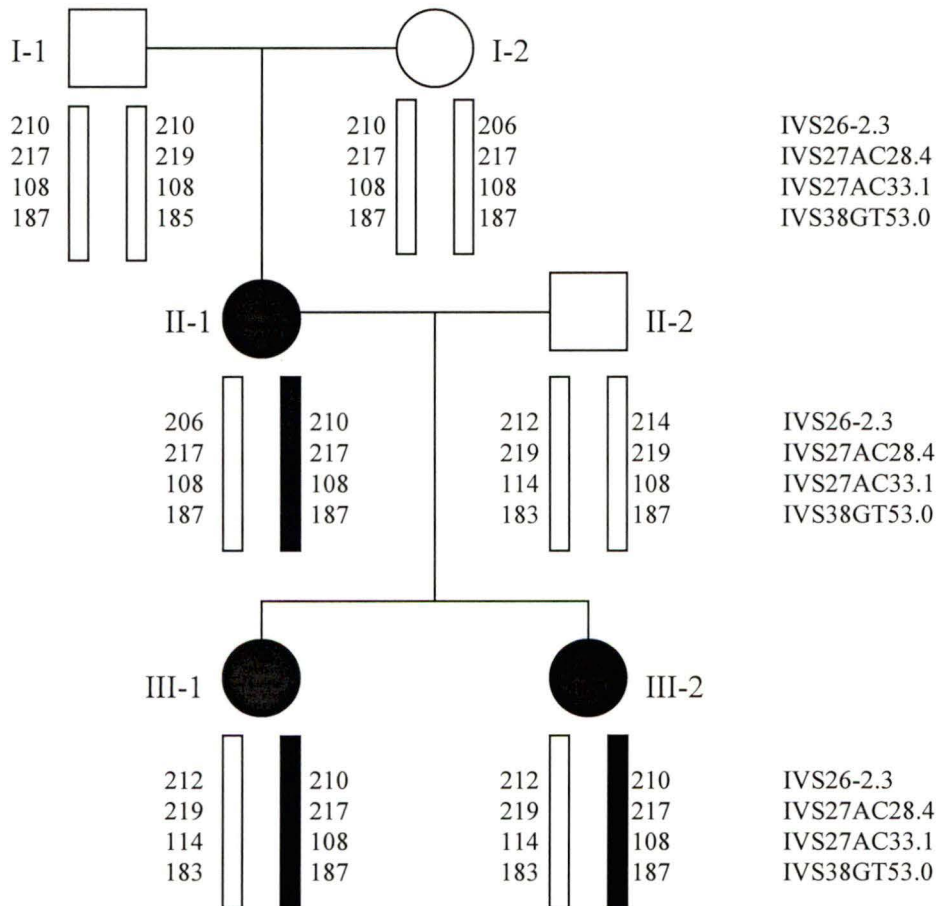 I-1 I-2
210 210 210 206 IVS26-2.3
217 219 217 217 IVS27AC28.4
108 108 108 108 IVS27AC33.1
187 185 187 187 IVS38GT53.0
II-1 II-2
206 210 212 214 IVS26-2.3
217 217 219 219 IVS27AC28.4
108 108 114 108 IVS27AC33.1
187 187 183 187 IVS38GT53.0
III-1 III-2
212 210 212 210 IVS26-2.3
219 217 219 217 IVS27AC28.4
114 108 114 108 IVS27AC33.1
183 187 183 187 IVS38GT53.0